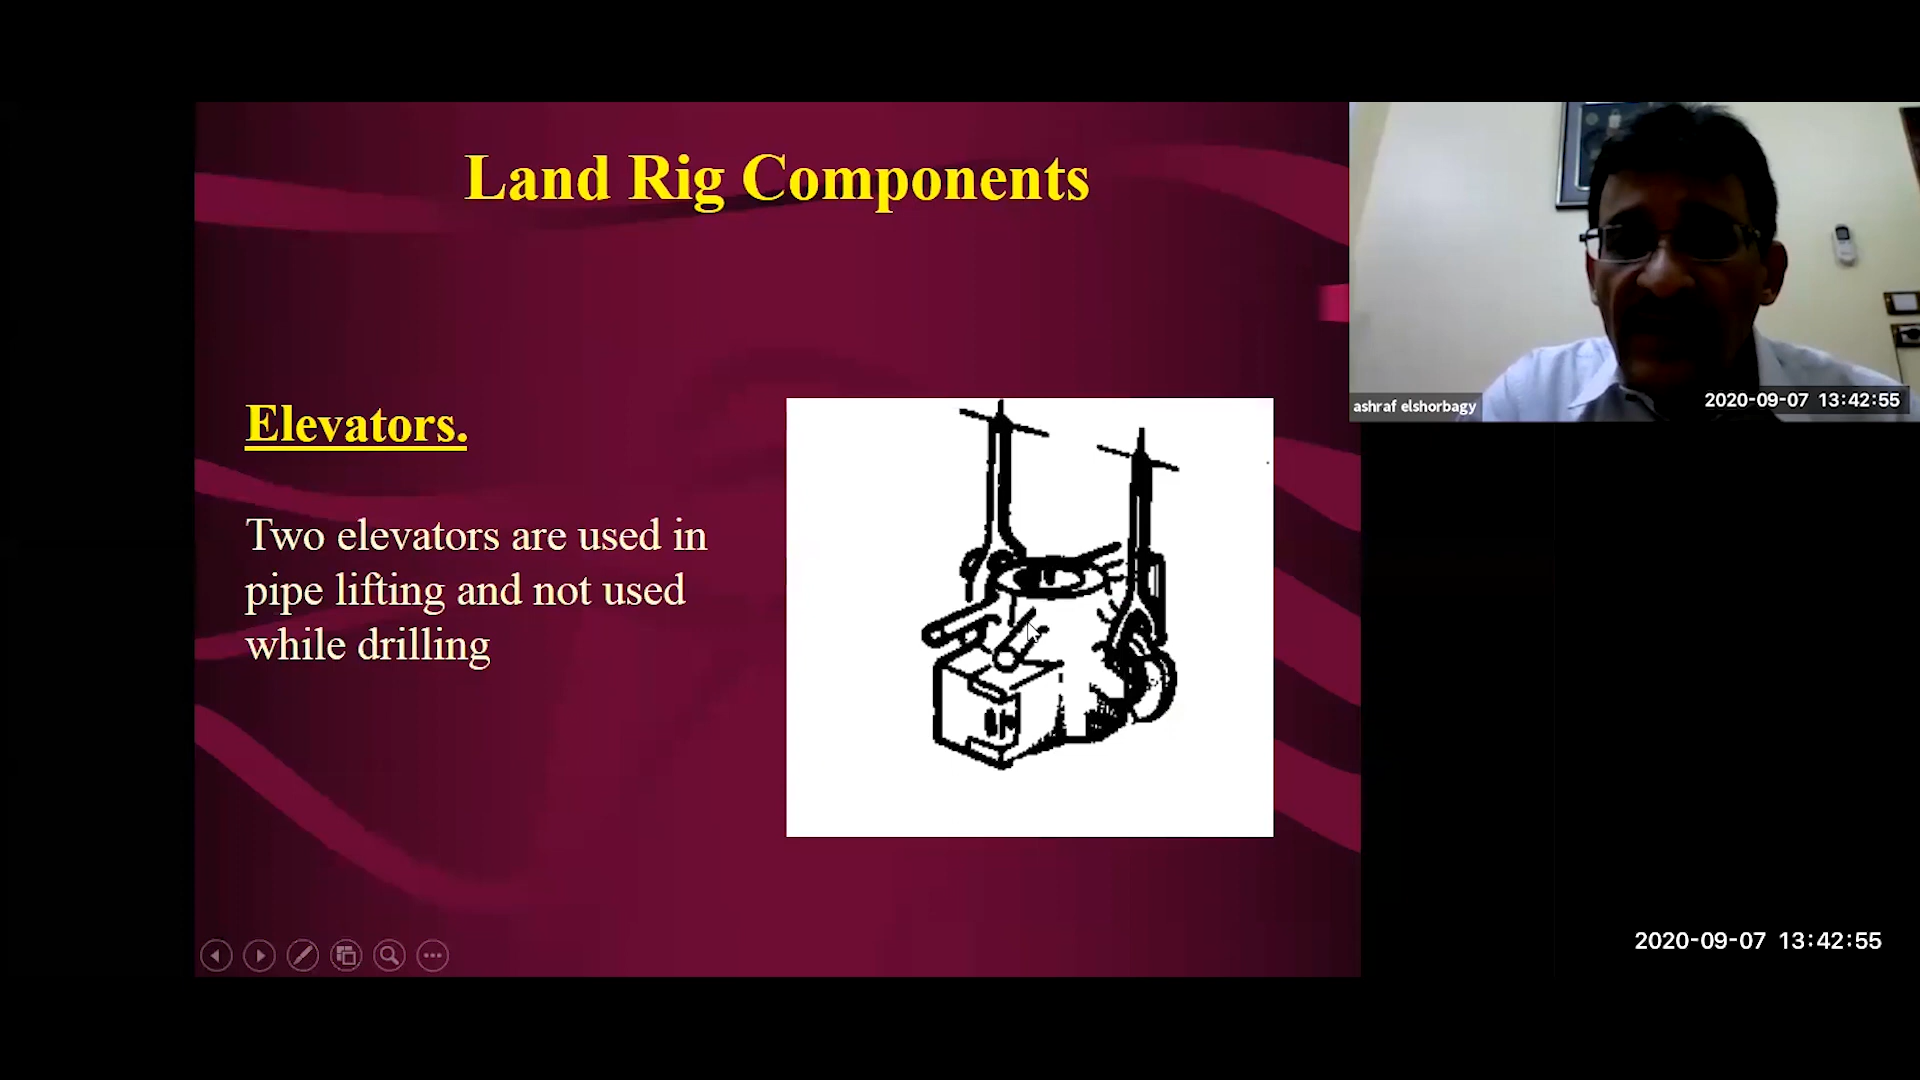 Land Rig Components
Elevators.
Two elevators are used in
pipe lifting and not used
while drilling
ashraf elshorbagy
2020-09-07 13:42:55
2020-09-07 13:42:55